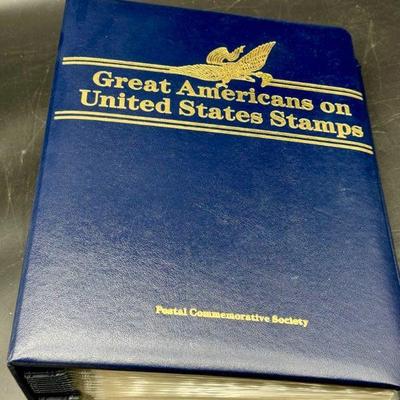 Great Americans on
United States Stamps
Postal Commemorative Society